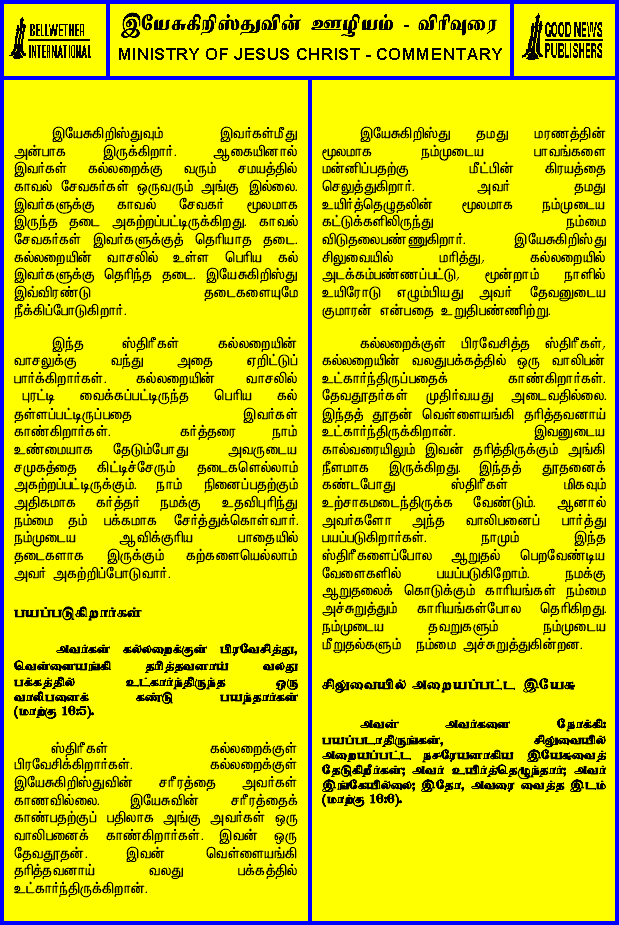 BELLWETHER
INTERNATIONAL
இயேசுகிறிஸ்துவின் ஊழியம் - விரிவுரை
MINISTRY OF JESUS CHRIST - COMMENTARY
GOOD NEWS
PUBLISHERS
இயேசுகிறிஸ்துவும் இவர்கள்மீது
அன்பாக இருக்கிறார். ஆகையினால்
இவர்கள் கல்லறைக்கு வரும் சமயத்தில்
காவல் சேவகர்கள் ஒருவரும் அங்கு இல்லை.
இவர்களுக்கு காவல் சேவகர் மூலமாக
இருந்த தடை அகற்றப்பட்டிருக்கிறது. காவல்
சேவகர்கள் இவர்களுக்குத் தெரியாத தடை.
கல்லறையின் வாசலில் உள்ள பெரிய கல்
இவர்களுக்கு தெரிந்த தடை. இயேசுகிறிஸ்து
இவ்விரண்டு தடைகளையுமே
நீக்கிப்போடுகிறார்.
இந்த ஸ்திரீகள் கல்லறையின்
வாசலுக்கு வந்து அதை ஏறிட்டுப்
பார்க்கிறார்கள். கல்லறையின் வாசலில்
புரட்டி வைக்கப்பட்டிருந்த பெரிய கல்
தள்ளப்பட்டிருப்பதை இவர்கள்
காண்கிறார்கள். கர்த்தரை நாம்
உண்மையாக தேடும்போது அவருடைய
சமுகத்தை கிட்டிச்சேரும் தடைகளெல்லாம்
அகற்றப்பட்டிருக்கும். நாம் நினைப்பதற்கும்
அதிகமாக கர்த்தர் நமக்கு உதவிபுரிந்து
நம்மை தம் பக்கமாக சேர்த்துக்கொள்வார்.
நம்முடைய ஆவிக்குரிய பாதையில்
தடைகளாக இருக்கும் கற்களையெல்லாம்
அவர் அகற்றிப்போடுவார்.
பயப்படுகிறார்கள்
அவர்கள் கல்லறைக்குள் பிரவேசித்து,
வெள்ளையங்கி தரித்தவனாய் வலது
பக்கத்தில் உட்கார்ந்திருந்த ஒரு
வாலிபனைக் கண்டு பயந்தார்கள்
(மாற்கு 16:5).
ஸ்திரீகள் கல்லறைக்குள்
பிரவேசிக்கிறார்கள். கல்லறைக்குள்
இயேசுகிறிஸ்துவின் சரீரத்தை அவர்கள்
காணவில்லை. இயேசுவின் சரீரத்தைக்
காண்பதற்குப் பதிலாக அங்கு அவர்கள் ஒரு
வாலிபனைக் காண்கிறார்கள். இவன் ஒரு
தேவதூதன். இவன் வெள்ளையங்கி
தரித்தவனாய் வலது பக்கத்தில்
உட்கார்ந்திருக்கிறான்.
இயேசுகிறிஸ்து தமது மரணத்தின்
மூலமாக நம்முடைய பாவங்களை
மன்னிப்பதற்கு மீட்பின் கிரயத்தை
செலுத்துகிறார். அவர் தமது
உயிர்த்தெழுதலின் மூலமாக நம்முடைய
கட்டுக்களிலிருந்து நம்மை
விடுதலைபண்ணுகிறார். இயேசுகிறிஸ்து
சிலுவையில் மரித்து, கல்லறையில்
அடக்கம்பண்ணப்பட்டு, மூன்றாம் நாளில்
உயிரோடு எழும்பியது அவர் தேவனுடைய
குமாரன் என்பதை உறுதிபண்ணிற்று.
கல்லறைக்குள் பிரவேசித்த ஸ்திரீகள்,
கல்லறையின் வலதுபக்கத்தில் ஒரு வாலிபன்
உட்கார்ந்திருப்பதைக் காண்கிறார்கள்.
தேவதூதர்கள் முதிர்வயது அடைவதில்லை.
இந்தத் தூதன் வெள்ளையங்கி தரித்தவனாய்
உட்கார்ந்திருக்கிறான். இவனுடைய
கால்வரையிலும் இவன் தரித்திருக்கும் அங்கி
நீளமாக இருக்கிறது. இந்தத் தூதனைக்
கண்டபோது ஸ்திரீகள் மிகவும்
உற்சாகமடைந்திருக்க வேண்டும். ஆனால்
அவர்களோ அந்த வாலிபனைப் பார்த்து
பயப்படுகிறார்கள். நாமும் இந்த
ஸ்திரீகளைப்போல ஆறுதல் பெறவேண்டிய
வேளைகளில் பயப்படுகிறோம். நமக்கு
ஆறுதலைக் கொடுக்கும் காரியங்கள் நம்மை
அச்சுறுத்தும் காரியங்கள்போல தெரிகிறது.
நம்முடைய தவறுகளும் நம்முடைய
மீறுதல்களும் நம்மை அச்சுறுத்துகின்றன.
சிலுவையில் அறையப்பட்ட இயேசு
அவன் அவர்களை நோக்கி:
பயப்படாதிருங்கள், சிலுவையில்
அறையப்பட்ட நசரேயனாகிய இயேசுவைத்
தேடுகிறீர்கள்; அவர் உயிர்த்தெழுந்தார்; அவர்
இங்கேயில்லை; இதோ, அவரை வைத்த இடம்
(மாற்கு 16:6).